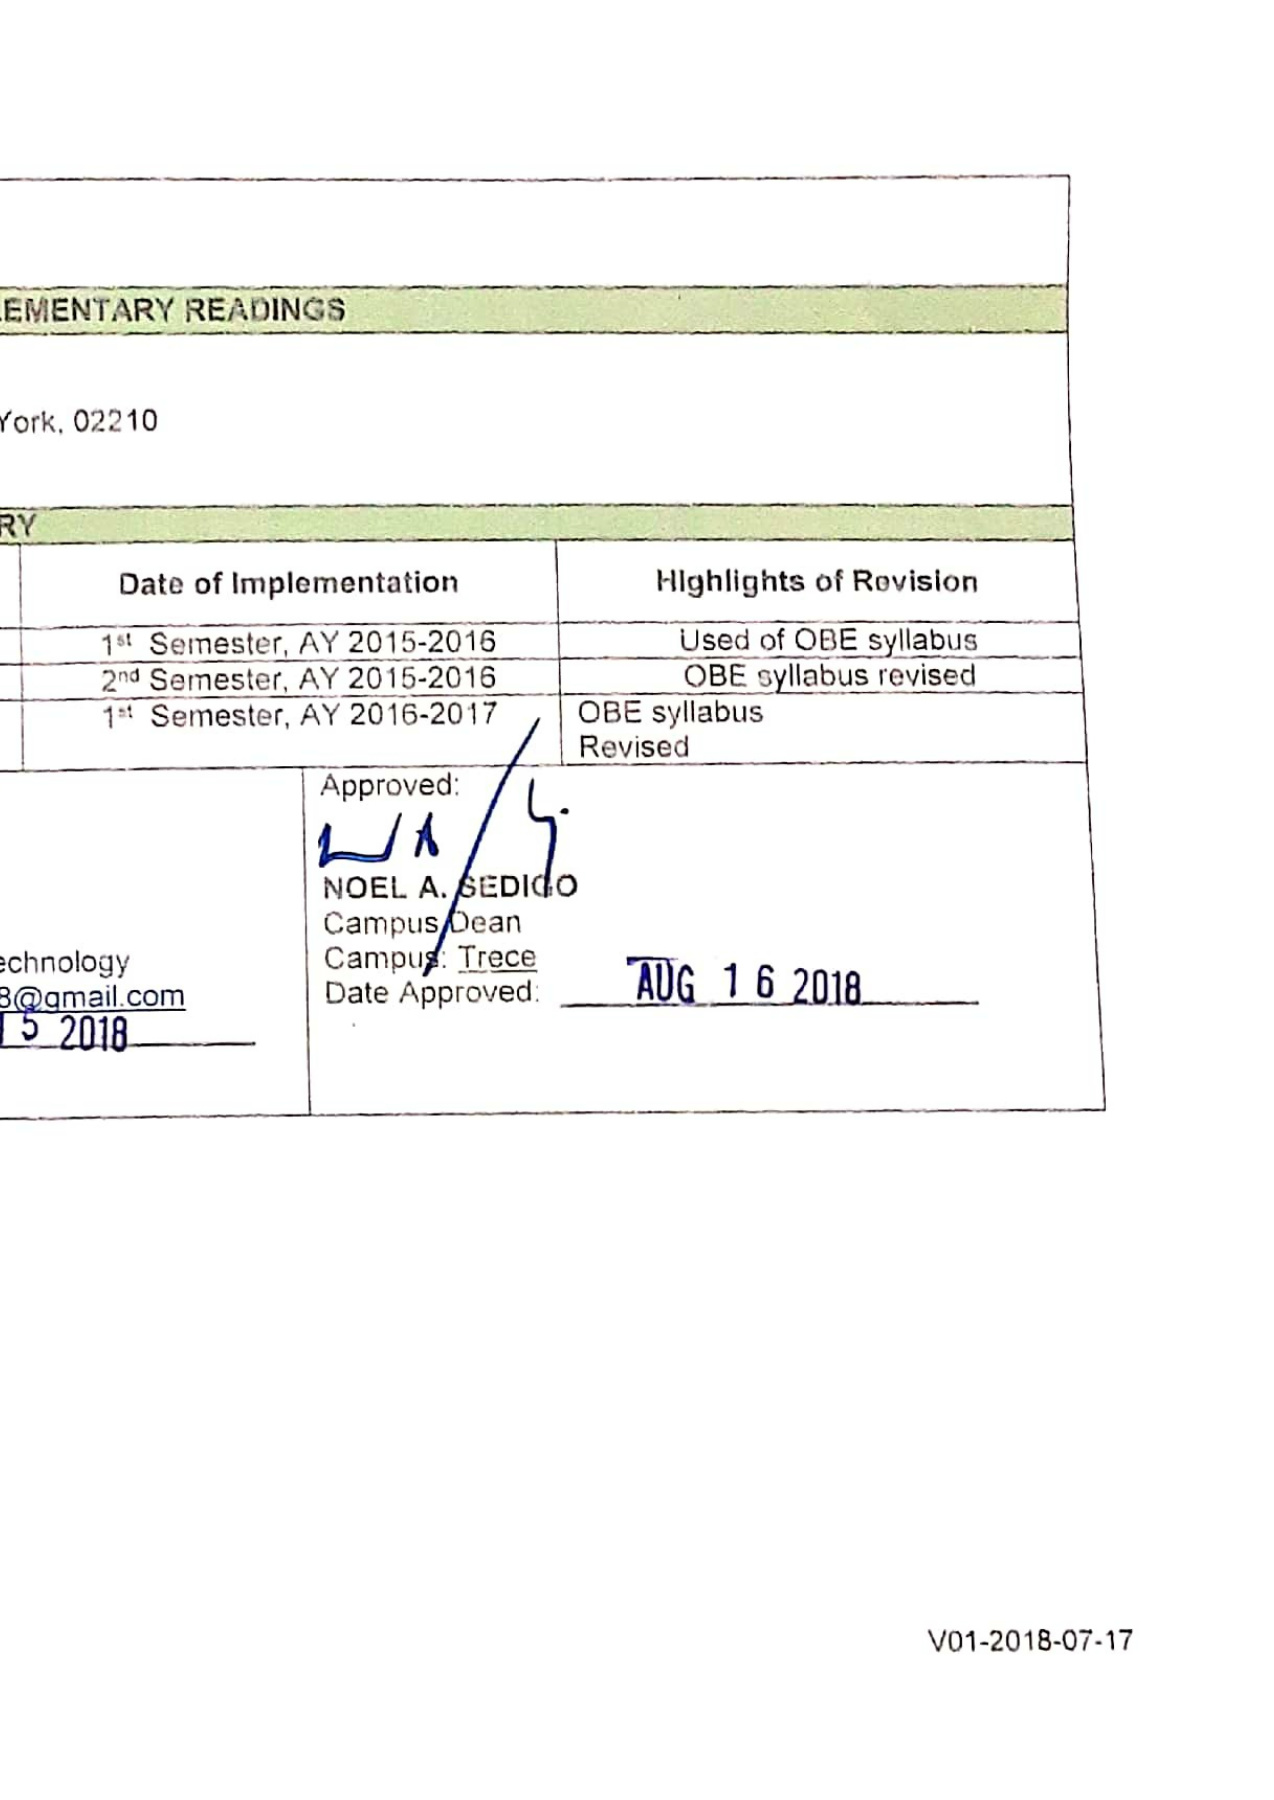 EMENTARY READINGS
York, 02210
RY
Date of Implementation
Highlights of Revision
1st Semester, AY 2015-2016
Used of OBE syllabus
2nd Semester, AY 2015-2016
OBE syllabus revised
1st Semester, AY 2016-2017
OBE syllabus
Revised
Approved:
NOEL A. SEDIGO
Campus Dean
echnology
Campus: Trece
8@gmail.com
Date Approved: AUG 16 2018
5 2018
V01-2018-07-17